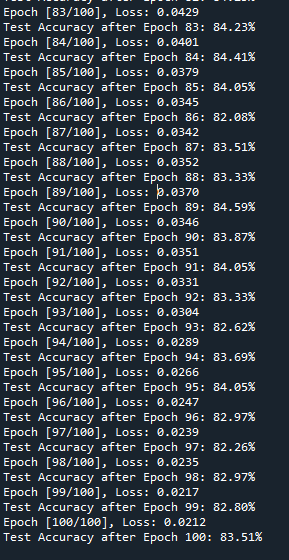 Epoch [83/100], Loss: 0.0429
Test Accuracy after Epoch 83: 84.23%
Epoch [84/100], Loss: 0.0401
Test Accuracy after Epoch 84: 84.41%
Epoch [85/100], Loss: 0.0379
Test Accuracy after Epoch 85: 84.05%
Epoch [86/100], Loss: 0.0345
Test Accuracy after Epoch 86: 82.08%
Epoch [87/100], Loss: 0.0342
Test Accuracy after Epoch 87: 83.51%
Epoch [88/100], Loss: 0.0352
Test Accuracy after Epoch 88: 83.33%
Epoch [89/100], Loss: 0.0370
Test Accuracy after Epoch 89: 84.59%
Epoch [90/100], Loss: 0.0346
Test Accuracy after Epoch 90: 83.87%
Epoch [91/100], Loss: 0.0351
Test Accuracy after Epoch 91: 84.05%
Epoch [92/100], Loss: 0.0331
Test Accuracy after Epoch 92: 83.33%
Epoch [93/100], Loss: 0.0304
Test Accuracy after Epoch 93: 82.62%
Epoch [94/100], Loss: 0.0289
Test Accuracy after Epoch 94: 83.69%
Epoch [95/100], Loss: 0.0266
Test Accuracy after Epoch 95: 84.05%
Epoch [96/100], Loss: 0.0247
Test Accuracy after Epoch 96: 82.97%
Epoch [97/100], Loss: 0.0239
Test Accuracy after Epoch 97: 82.26%
Epoch [98/100], Loss: 0.0235
Test Accuracy after Epoch 98: 82.97%
Epoch [99/100], Loss: 0.0217
Test Accuracy after Epoch 99: 82.80%
Epoch [100/100], Loss: 0.0212
Test Accuracy after Epoch 100: 83.51%